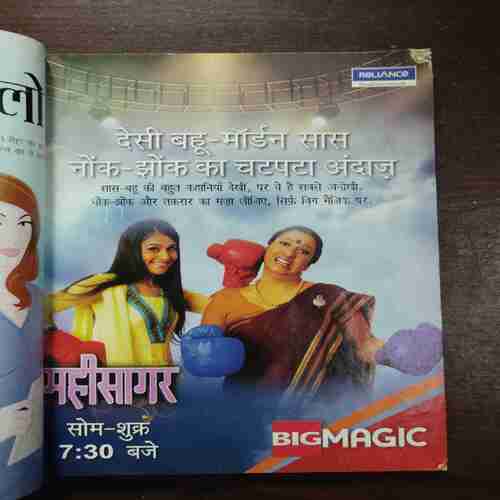 लो
RELIANCE
देसी बहू-मॉर्डन सास
नोंक-झोंक का चटपटा अंदाज़
सास-बहू की बहुत कहानियाँ देखी, पर ये है सबसे अनोखी.
नोंक-झोंक और तकरार का मज़ा लीजिए, सिर्फ़ बिग मैजिक पर.
महीसागर
सोम-शुक्र
7:30 बजे
BIG MAGIC